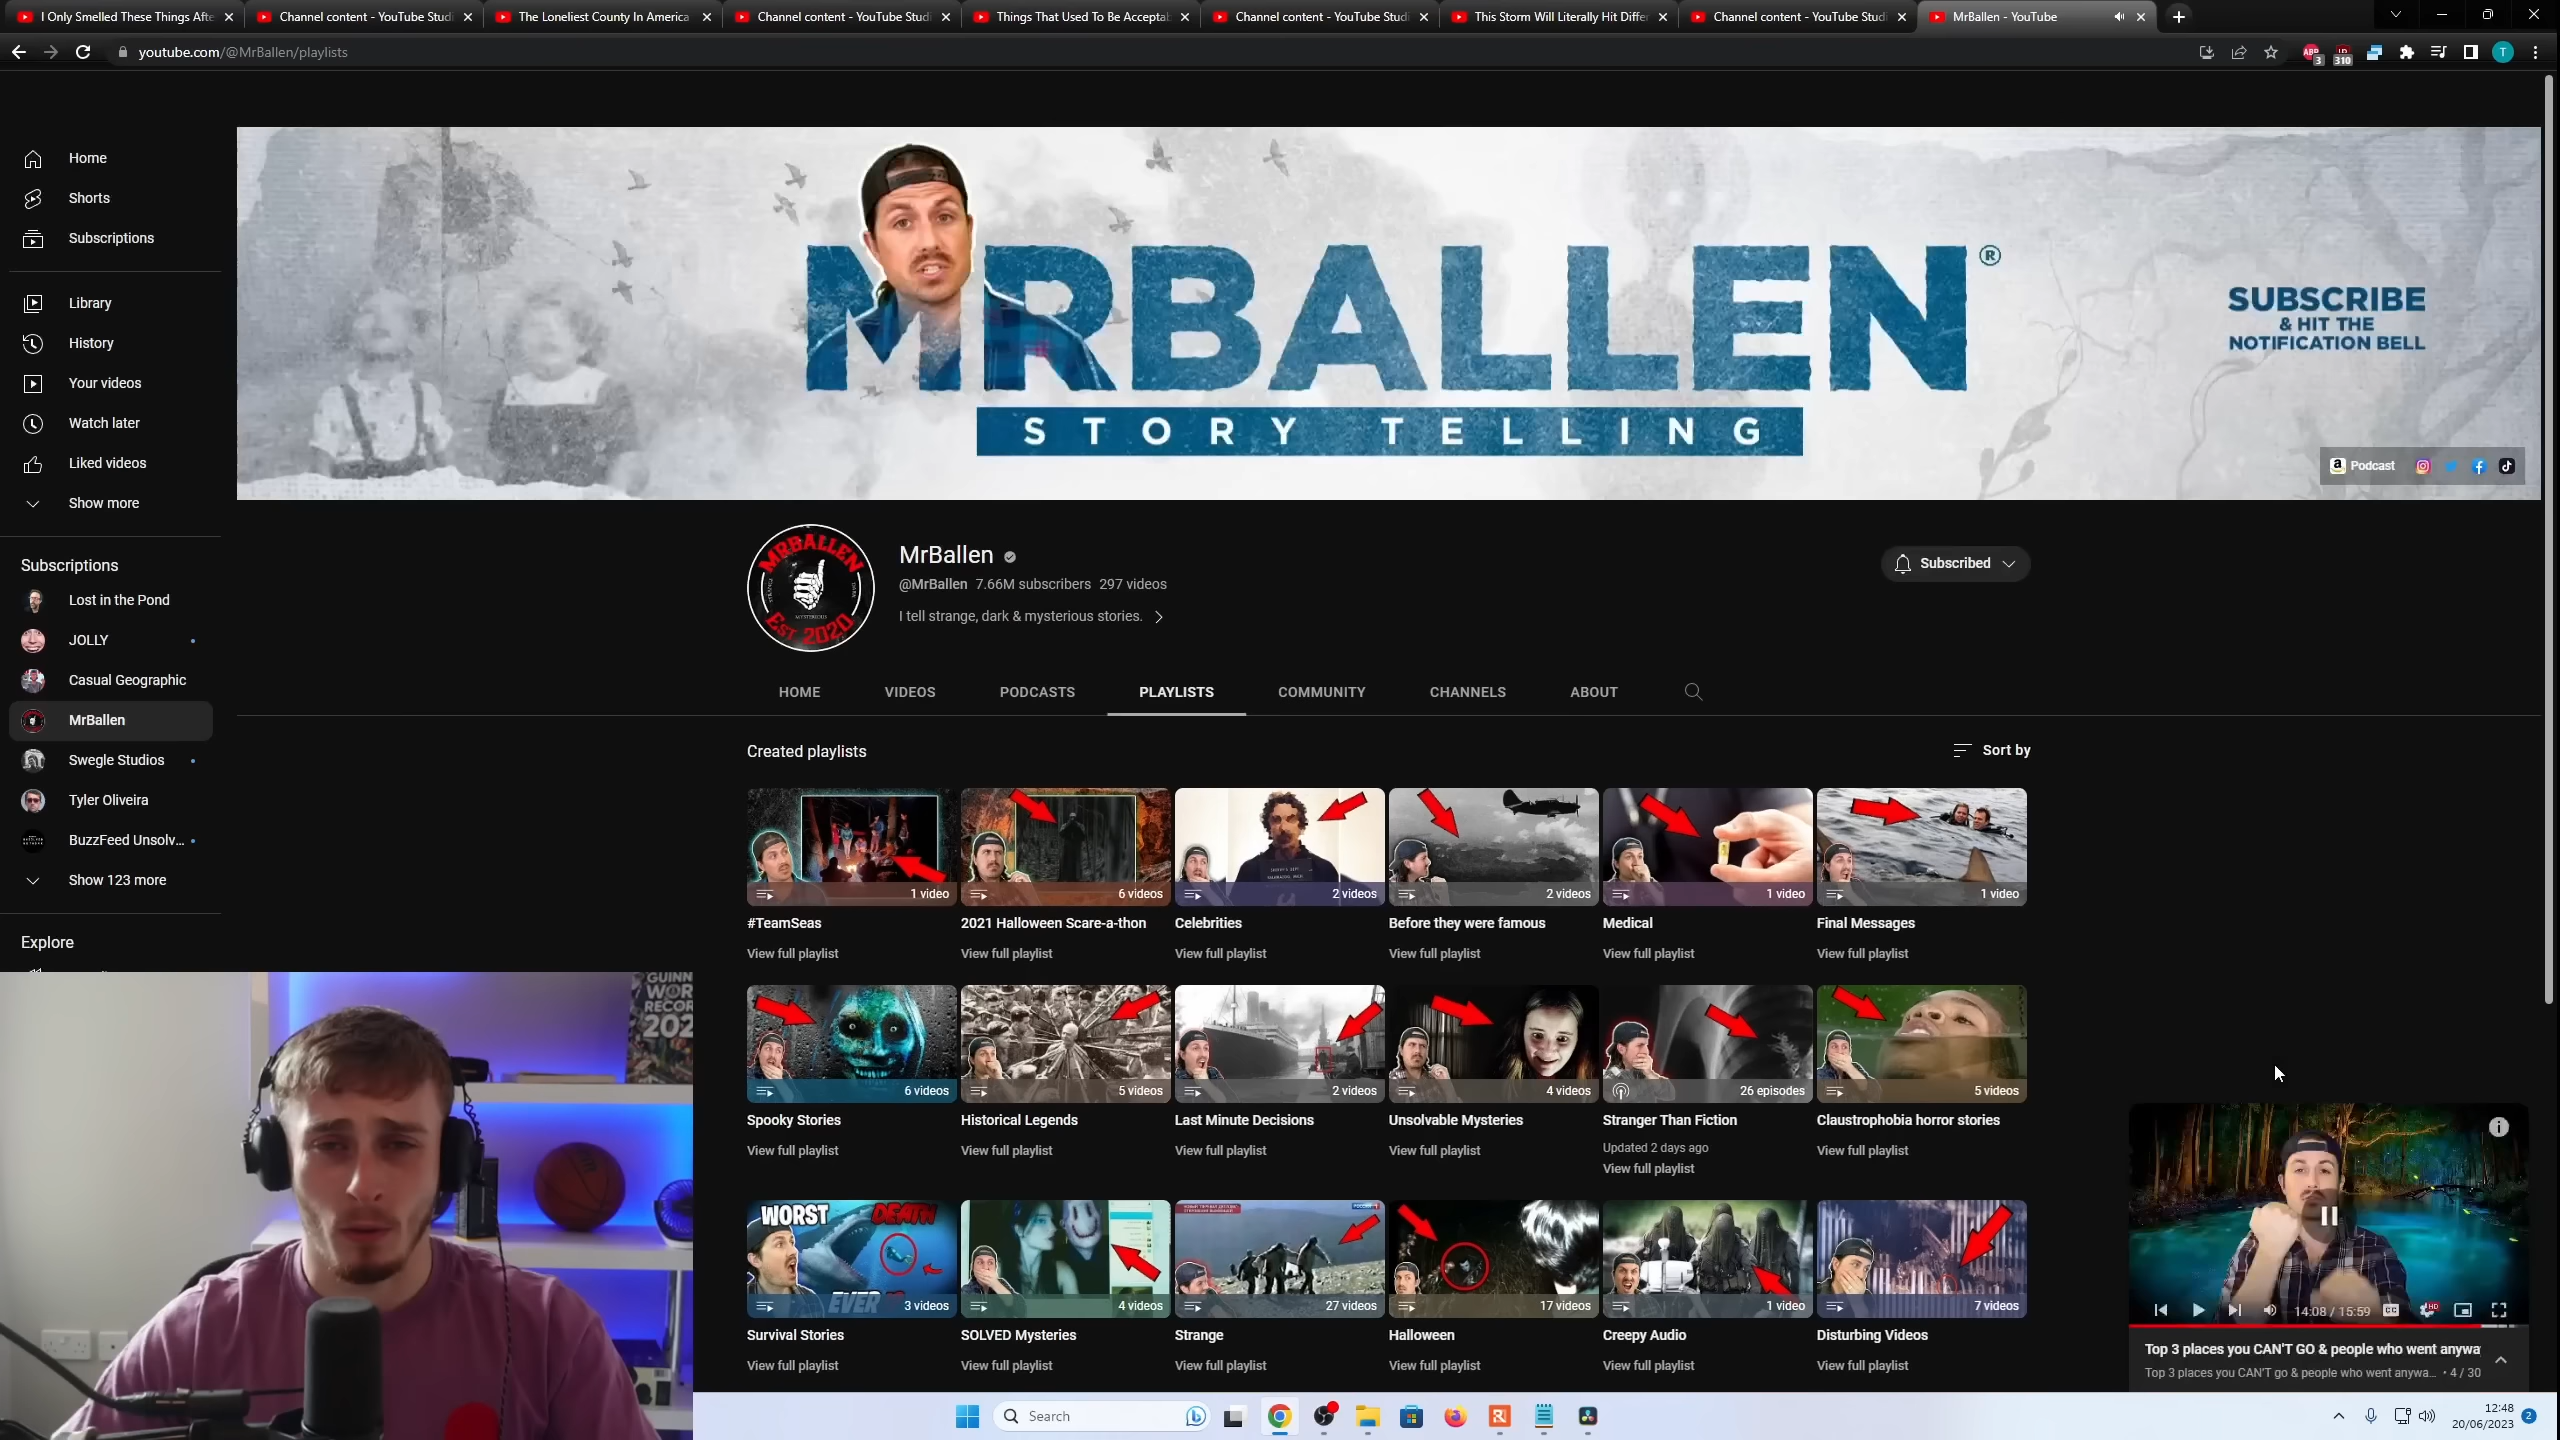 I Only Smelled These Things Afte
Channel content - YouTube Studi
The Loneliest County In America
Channel content - YouTube Studi
Things That Used To Be Acceptab
Channel content - YouTube Studi
This Storm Will Literally Hit Differ
Channel content - YouTube Studi
MrBallen - YouTube
youtube.com/@MrBallen/playlists
ABP
3
310
T
Home
Shorts
Subscriptions
Library
History
Your videos
Watch later
Liked videos
Show more
Subscriptions
Lost in the Pond
JOLLY
Casual Geographic
MrBallen
Swegle Studios
Tyler Oliveira
BuzzFeed Unsolv...
Show 123 more
Explore
MRBALLEN®
STORY TELLING
SUBSCRIBE
& HIT THE
NOTIFICATION BELL
Podcast
MRBALLEN
EST. 2020
MrBallen
@MrBallen 7.66M subscribers 297 videos
I tell strange, dark & mysterious stories.
Subscribed
HOME VIDEOS PODCASTS PLAYLISTS COMMUNITY CHANNELS ABOUT
Created playlists
Sort by
1 video 6 videos 2 videos 2 videos 1 video 1 video
#TeamSeas 2021 Halloween Scare-a-thon Celebrities Before they were famous Medical Final Messages
View full playlist View full playlist View full playlist View full playlist View full playlist View full playlist
6 videos 5 videos 2 videos 4 videos 26 episodes 5 videos
Spooky Stories Historical Legends Last Minute Decisions Unsolvable Mysteries Stranger Than Fiction Claustrophobia horror stories
View full playlist View full playlist View full playlist View full playlist Updated 2 days ago View full playlist
View full playlist
WORST DEATH
EVER
3 videos 4 videos 27 videos 17 videos 1 video 7 videos
Survival Stories SOLVED Mysteries Strange Halloween Creepy Audio Disturbing Videos
View full playlist View full playlist View full playlist View full playlist View full playlist View full playlist
14:08 / 15:59
CC
HD
Top 3 places you CAN'T GO & people who went anywa
Top 3 places you CAN'T go & people who went anywa... • 4 / 30
Search
12:48
20/06/2023
2